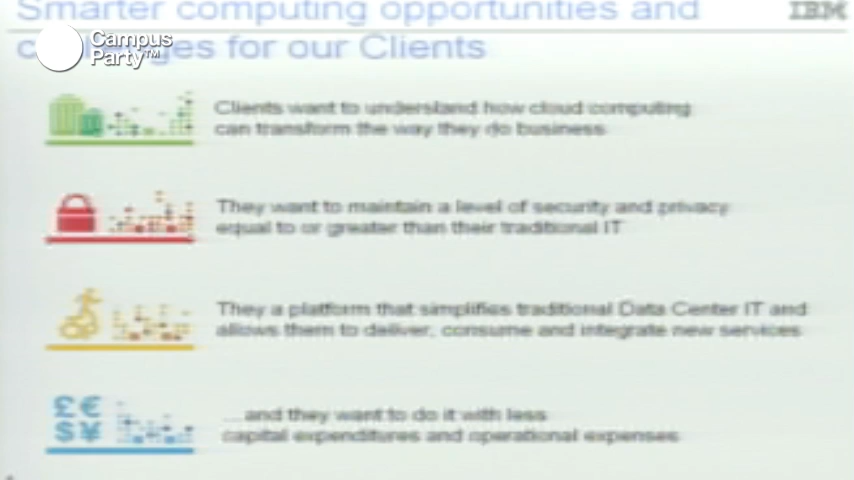 Smarter computing opportunities and
IBM
Campus
Party™
for our Clients
Clients want to understand how cloud computing
can transform the way they do business
They want to maintain a level of security and privacy
equal to or greater than their traditional IT
They a platform that simplifies traditional Data Center IT and
allows them to deliver, consume and integrate new services
£€
$¥
...and they want to do it with less
capital expenditures and operational expenses